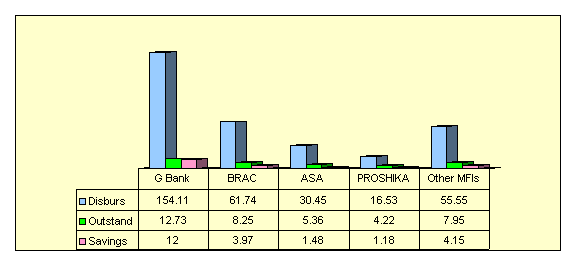 G Bank BRAC ASA PROSHIKA Other MFIs
Disburs 154.11 61.74 30.45 16.53 55.55
Outstand 12.73 8.25 5.36 4.22 7.95
Savings 12 3.97 1.48 1.18 4.15